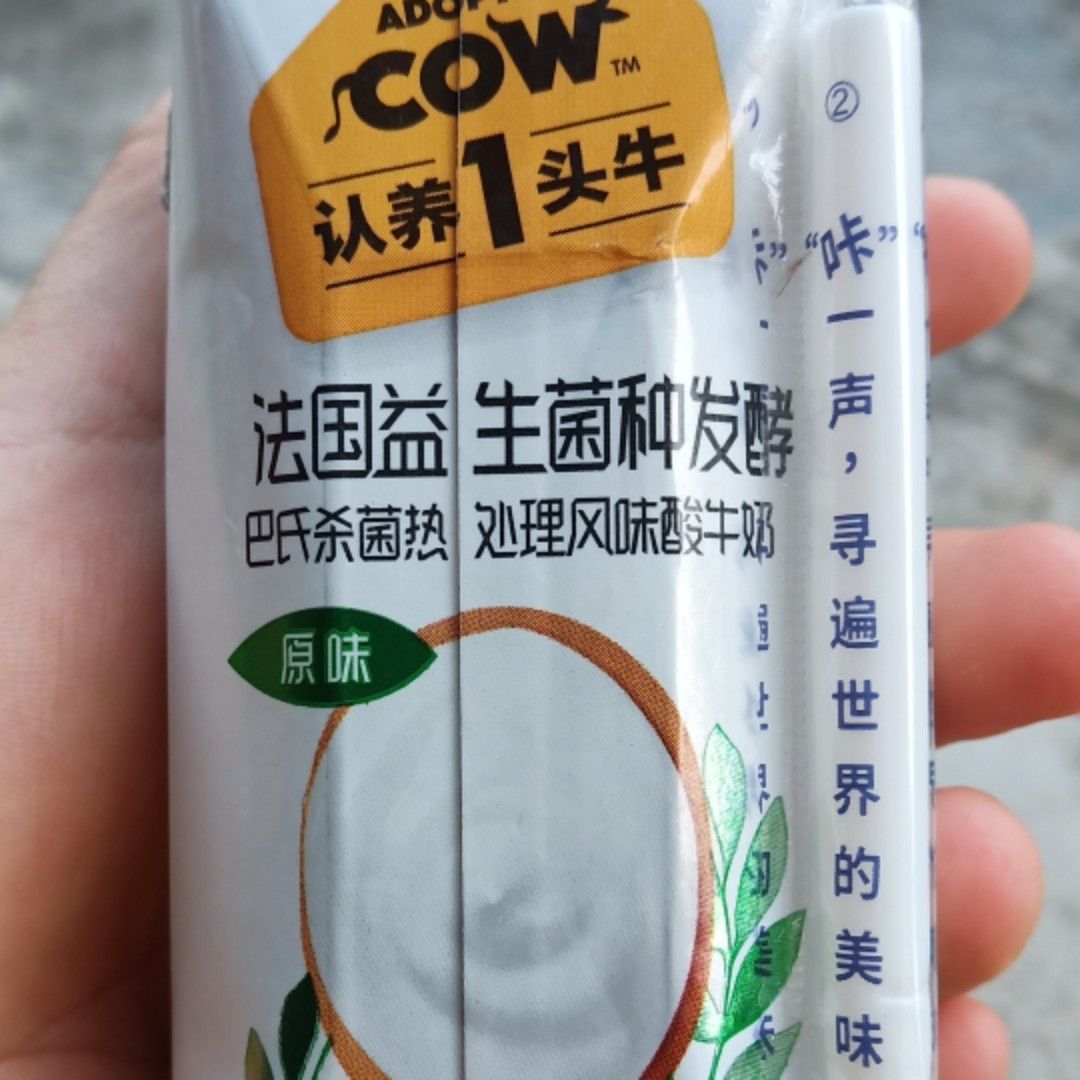 ADOPT
COW™
认养1头牛
法国益生菌种发酵
巴氏杀菌热处理风味酸牛奶
原味
②
“咔”一声，寻遍世界的美味